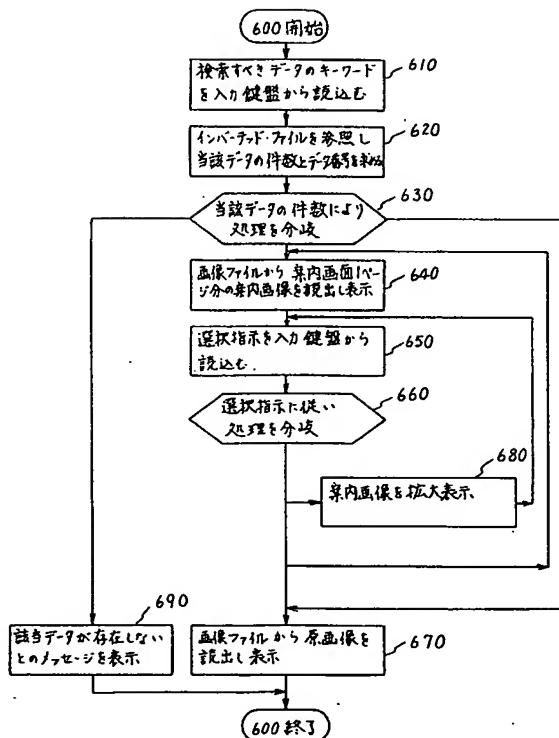 600 開始
検索すべきデータのキーワード
を入力鍵盤から読込む
610
インバーテッド・ファイルを参照し
当該データの件数とデータ番号を求める
620
当該データの件数により
処理を分岐
630
画像ファイルから案内画面1ペ
ージ分の案内画像を読出し表示
640
選択指示を入力鍵盤から
読込む.
650
選択指示に従い
処理を分岐
660
680
案内画像を拡大表示
690
該当データが存在しない
とのメッセージを表示
画像ファイルから原画像を
読出し表示
670
600 終了